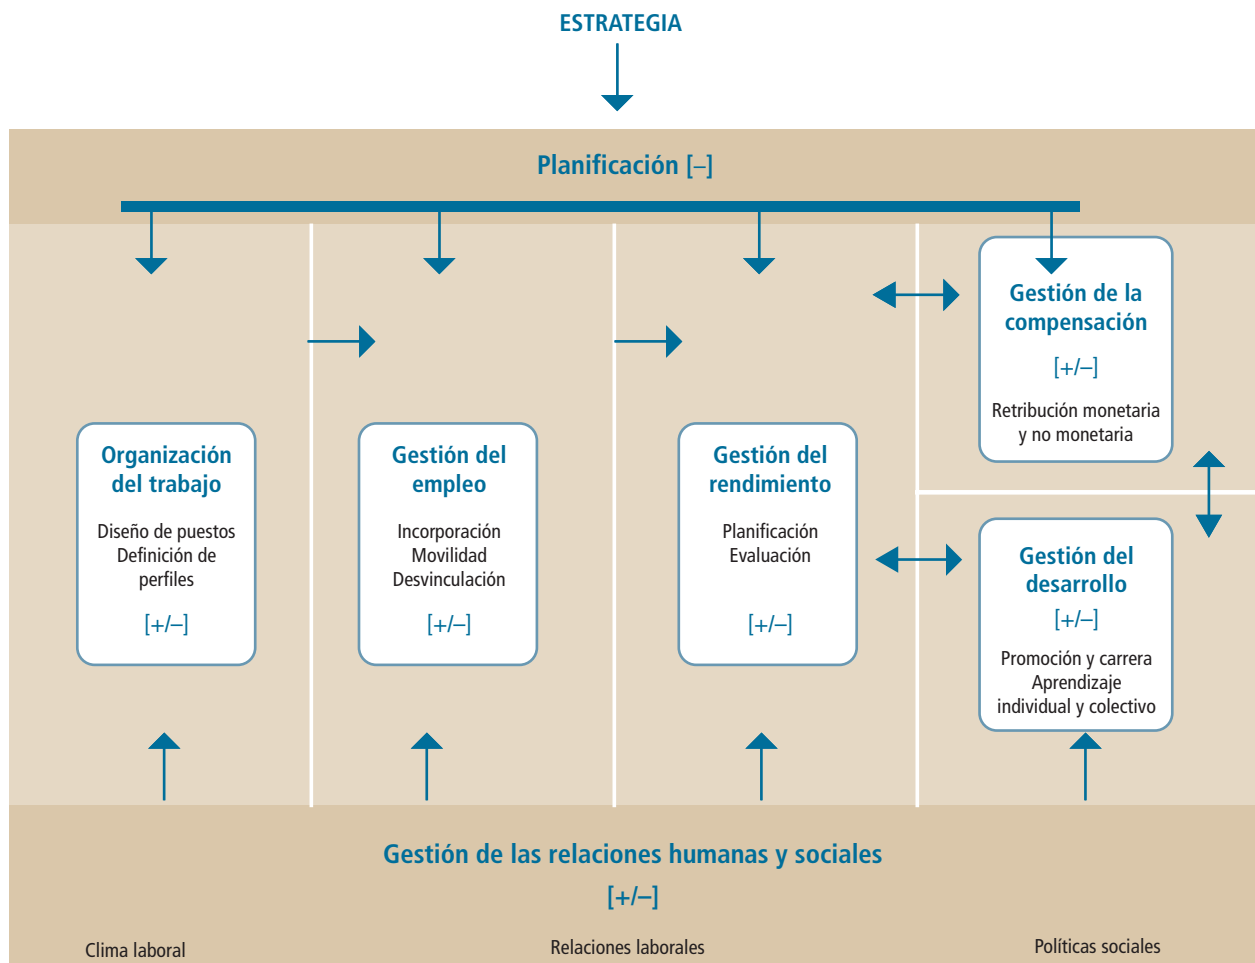 ESTRATEGIA
Planificación [–]
Organización
del trabajo
Diseño de puestos
Definición de
perfiles
[+/–]
Gestión del
empleo
Incorporación
Movilidad
Desvinculación
[+/–]
Gestión del
rendimiento
Planificación
Evaluación
[+/–]
Gestión de la
compensación
[+/–]
Retribución monetaria
y no monetaria
Gestión del
desarrollo
[+/–]
Promoción y carrera
Aprendizaje
individual y colectivo
Gestión de las relaciones humanas y sociales
[+/–]
Clima laboral
Relaciones laborales
Políticas sociales